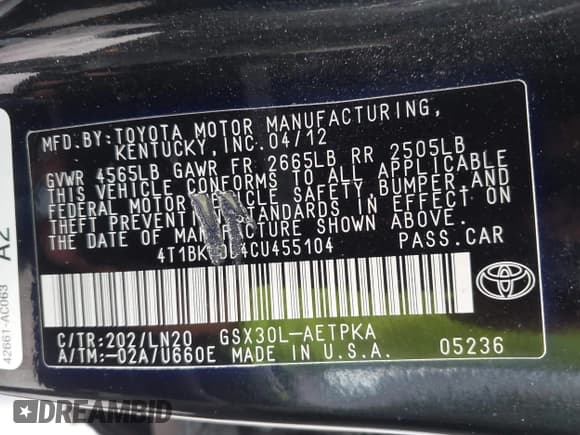 MFD.BY:TOYOTA MOTOR MANUFACTURING,
KENTUCKY, INC.04/12
GVWR 4565LB GAWR FR 2665LB RR 2505LB
THIS VEHICLE CONFORMS TO ALL APPLICABLE
FEDERAL MOTOR VEHICLE SAFETY, BUMPER, AND
THEFT PREVENTION STANDARDS IN EFFECT ON
THE DATE OF MANUFACTURE SHOWN ABOVE.
PASS.CAR
C/TR:202/LN20 GSX30L-AETPKA
A/TM:-02A/U660E MADE IN U.S.A. 05236
TOYOTA
42661-AC063
A2
DREAMBID